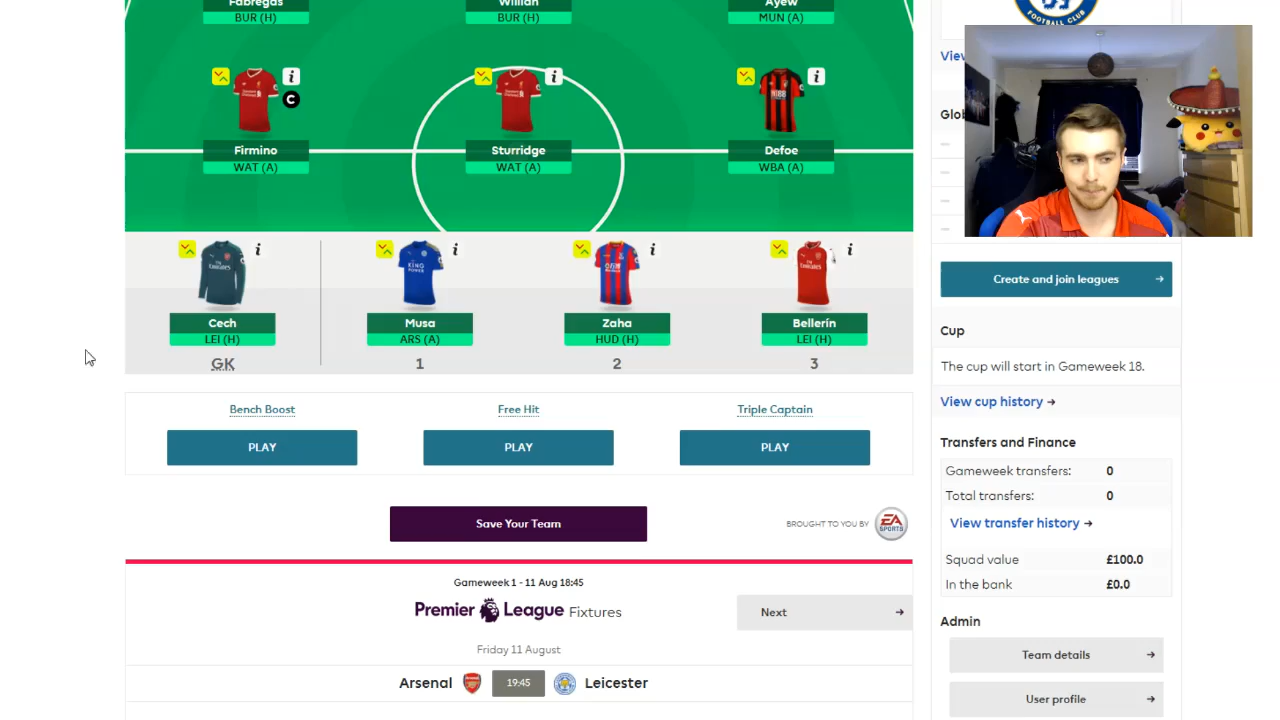 Fabregas
BUR (H)
Willian
BUR (H)
Ayew
MUN (A)
C
Firmino
WAT (A)
Sturridge
WAT (A)
Defoe
WBA (A)
Cech
LEI (H)
GK
Musa
ARS (A)
1
Zaha
HUD (H)
2
Bellerín
LEI (H)
3
Bench Boost
PLAY
Free Hit
PLAY
Triple Captain
PLAY
Save Your Team
BROUGHT TO YOU BY
EA SPORTS
Gameweek 1 - 11 Aug 18:45
Premier League Fixtures
Next →
Friday 11 August
Arsenal 19:45 Leicester
FOOTBALL CLUB
Create and join leagues →
Cup
The cup will start in Gameweek 18.
View cup history →
Transfers and Finance
Gameweek transfers: 0
Total transfers: 0
View transfer history →
Squad value £100.0
In the bank £0.0
Admin
Team details →
User profile →